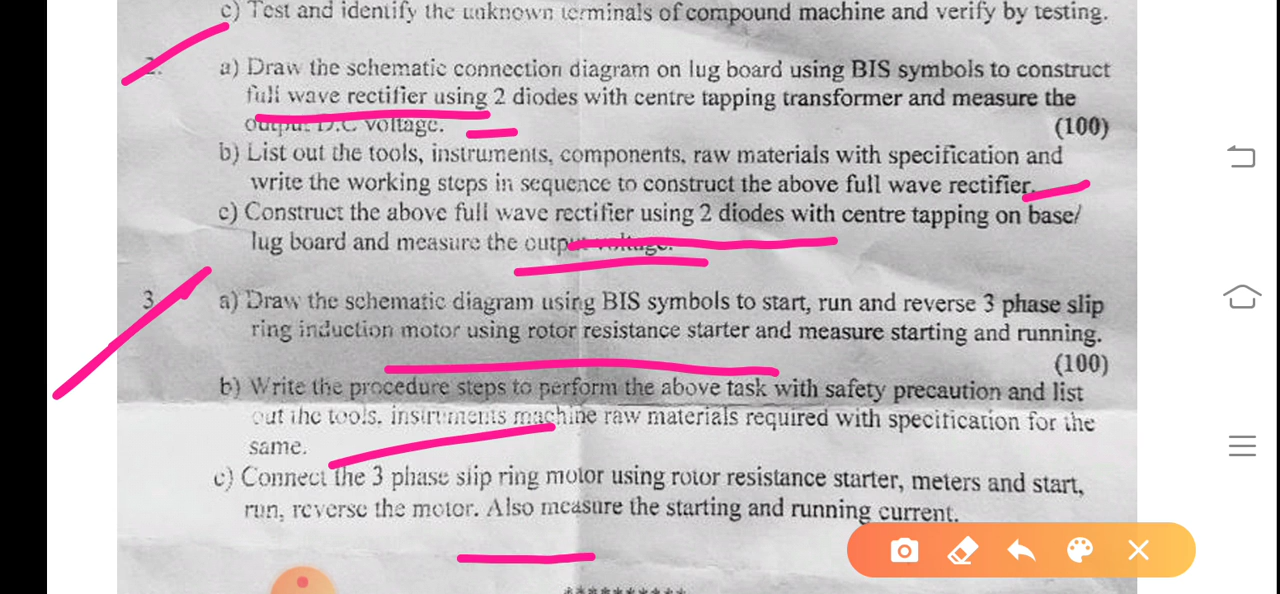 c) Test and identify the unknown terminals of compound machine and verify by testing.
2. a) Draw the schematic connection diagram on lug board using BIS symbols to construct
full wave rectifier using 2 diodes with centre tapping transformer and measure the
output D.C voltage. (100)
b) List out the tools, instruments, components, raw materials with specification and
write the working steps in sequence to construct the above full wave rectifier.
c) Construct the above full wave rectifier using 2 diodes with centre tapping on base/
lug board and measure the output voltage.
3 a) Draw the schematic diagram using BIS symbols to start, run and reverse 3 phase slip
ring induction motor using rotor resistance starter and measure starting and running.
(100)
b) Write the procedure steps to perform the above task with safety precaution and list
out the tools, instruments machine raw materials required with specification for the
same.
c) Connect the 3 phase slip ring motor using rotor resistance starter, meters and start,
run, reverse the motor. Also measure the starting and running current.
**********